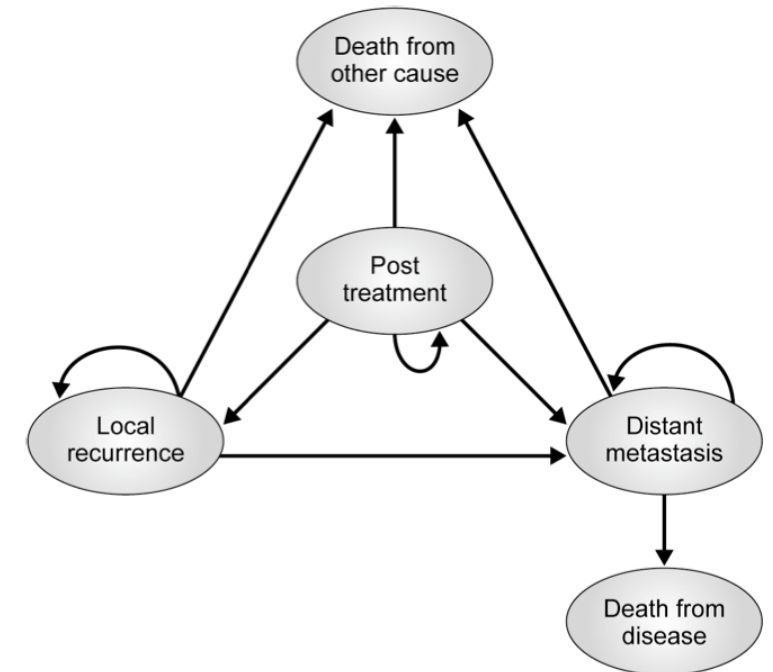 Death from
other cause
Post
treatment
Local
recurrence
Distant
metastasis
Death from
disease